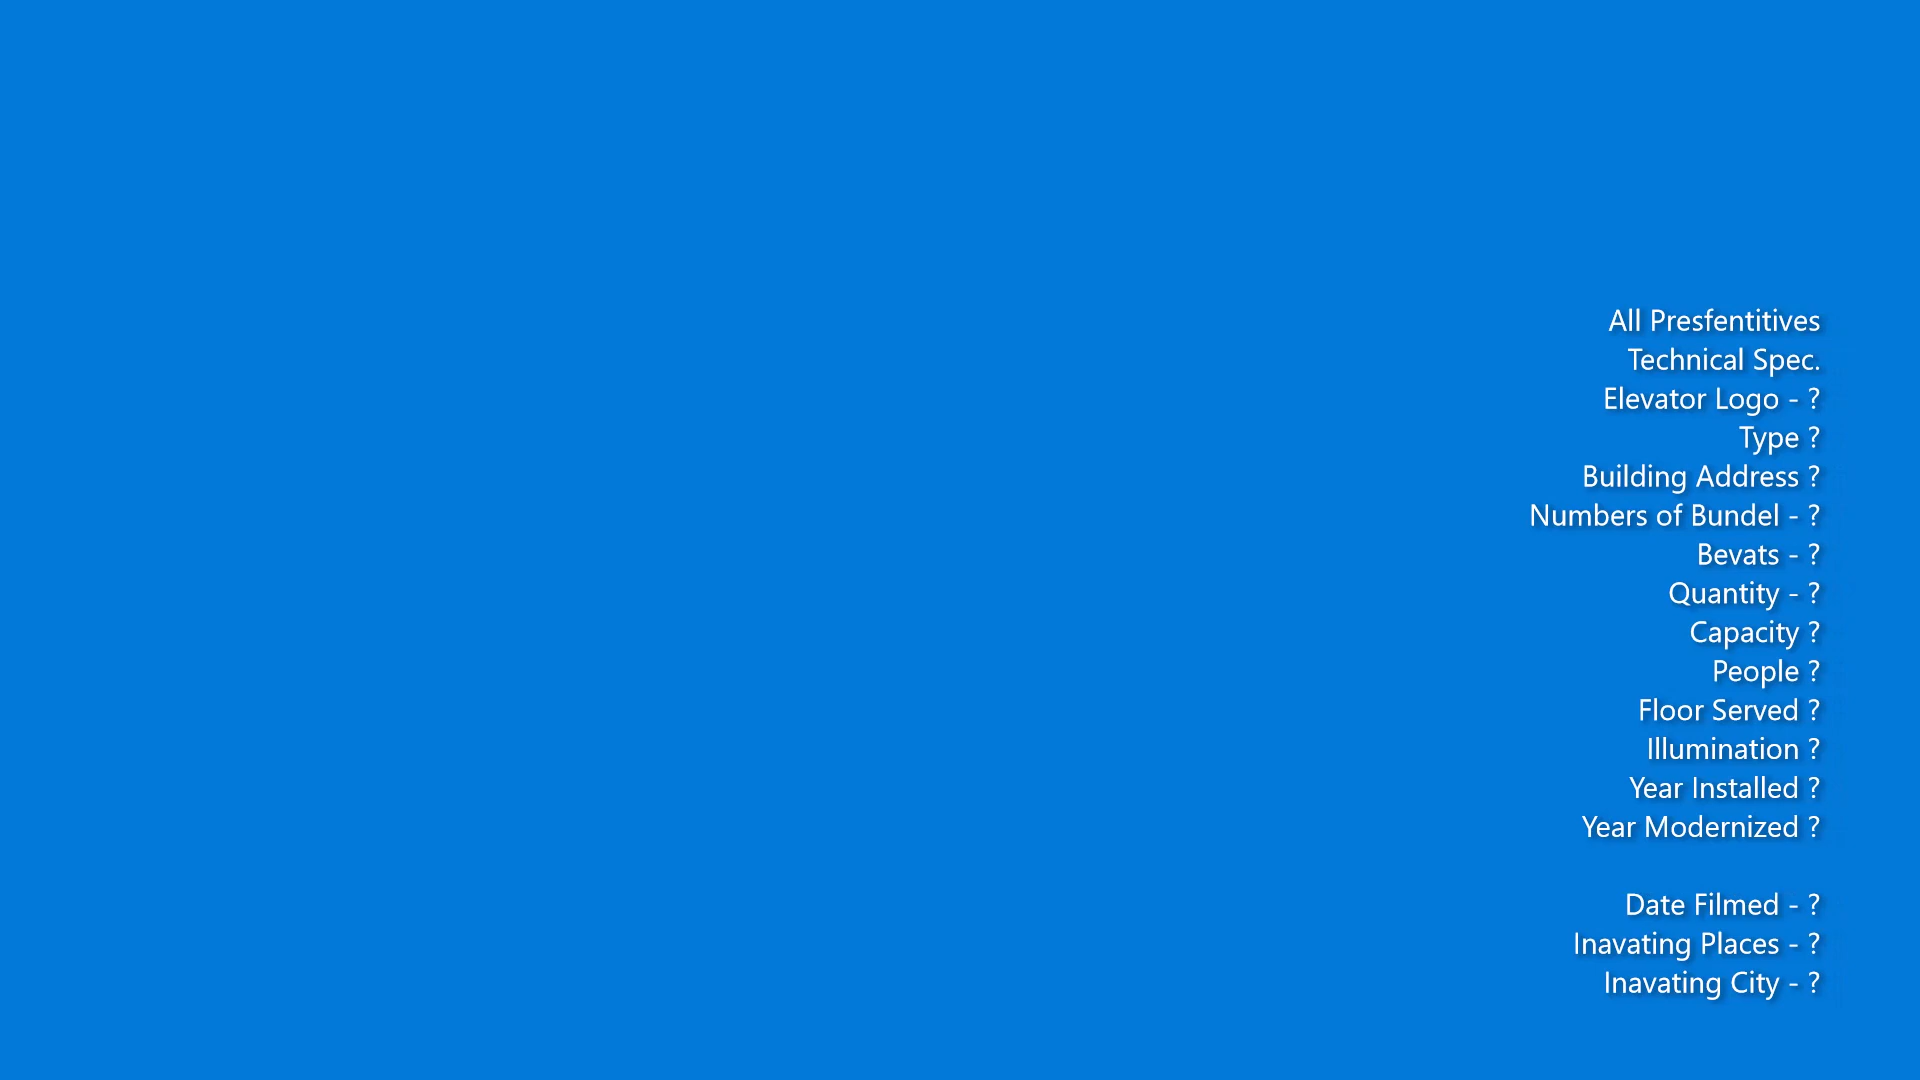 All Presfentitives
Technical Spec.
Elevator Logo - ?
Type ?
Building Address ?
Numbers of Bundel - ?
Bevats - ?
Quantity - ?
Capacity ?
People ?
Floor Served ?
Illumination ?
Year Installed ?
Year Modernized ?
Date Filmed - ?
Inavating Places - ?
Inavating City - ?